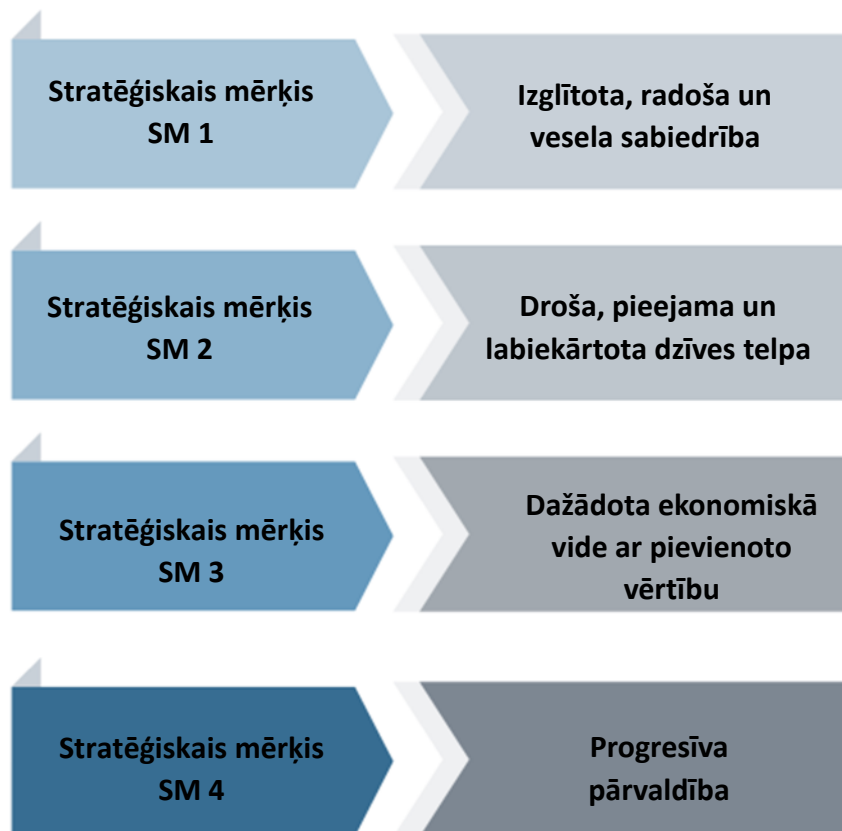 Stratēģiskais mērķis
SM 1
Izglītota, radoša un
vesela sabiedrība
Stratēģiskais mērķis
SM 2
Droša, pieejama un
labiekārtota dzīves telpa
Stratēģiskais mērķis
SM 3
Dažādota ekonomiskā
vide ar pievienoto
vērtību
Stratēģiskais mērķis
SM 4
Progresīva
pārvaldība